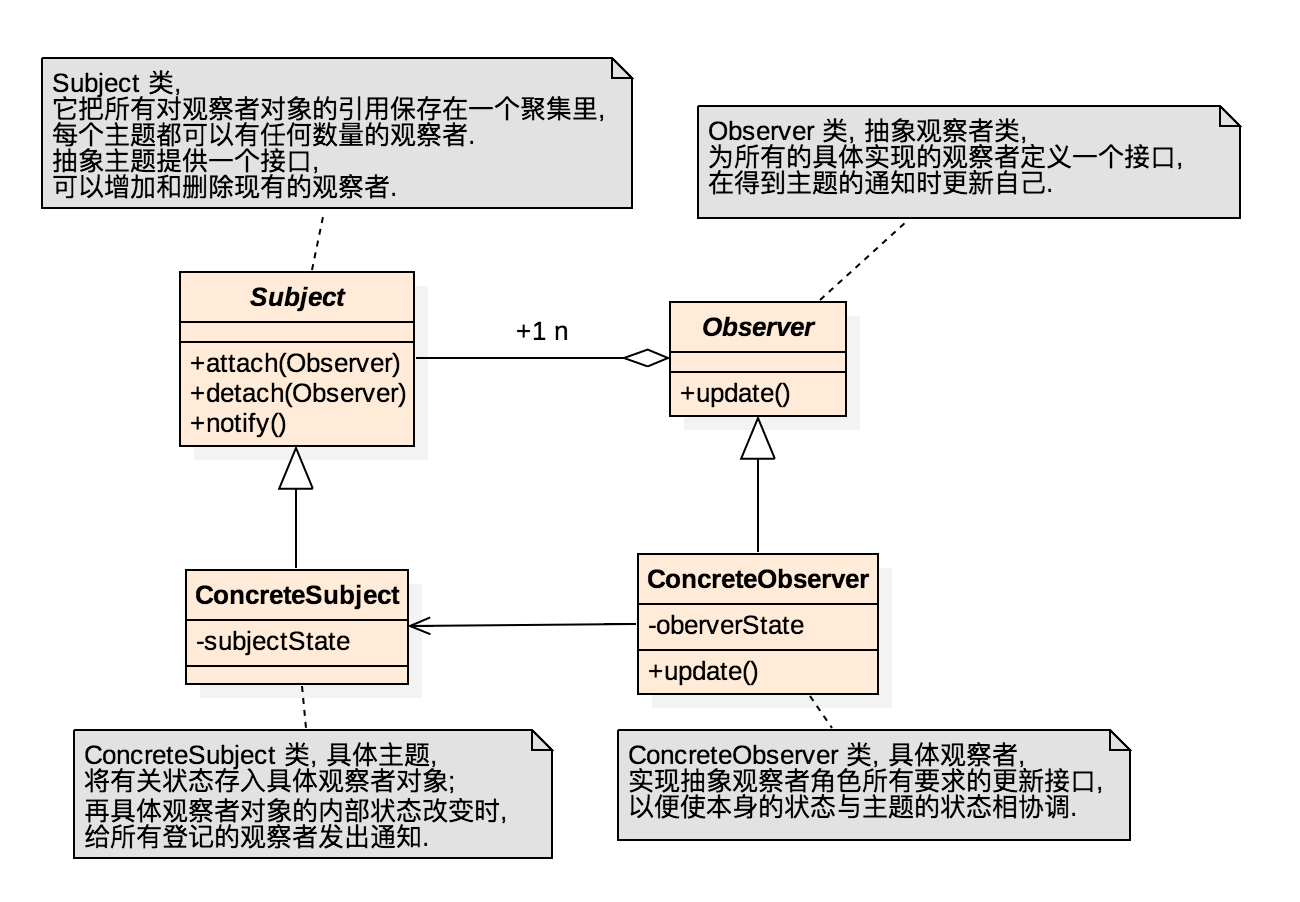 Subject 类,
它把所有对观察者对象的引用保存在一个聚集里,
每个主题都可以有任何数量的观察者.
抽象主题提供一个接口,
可以增加和删除现有的观察者.
Observer 类, 抽象观察者类,
为所有的具体实现的观察者定义一个接口,
在得到主题的通知时更新自己.
Subject
+attach(Observer)
+detach(Observer)
+notify()
+1 n
Observer
+update()
ConcreteSubject
-subjectState
ConcreteObserver
-oberverState
+update()
ConcreteSubject 类, 具体主题,
将有关状态存入具体观察者对象;
再具体观察者对象的内部状态改变时,
给所有登记的观察者发出通知.
ConcreteObserver 类, 具体观察者,
实现抽象观察者角色所有要求的更新接口,
以便使本身的状态与主题的状态相协调.